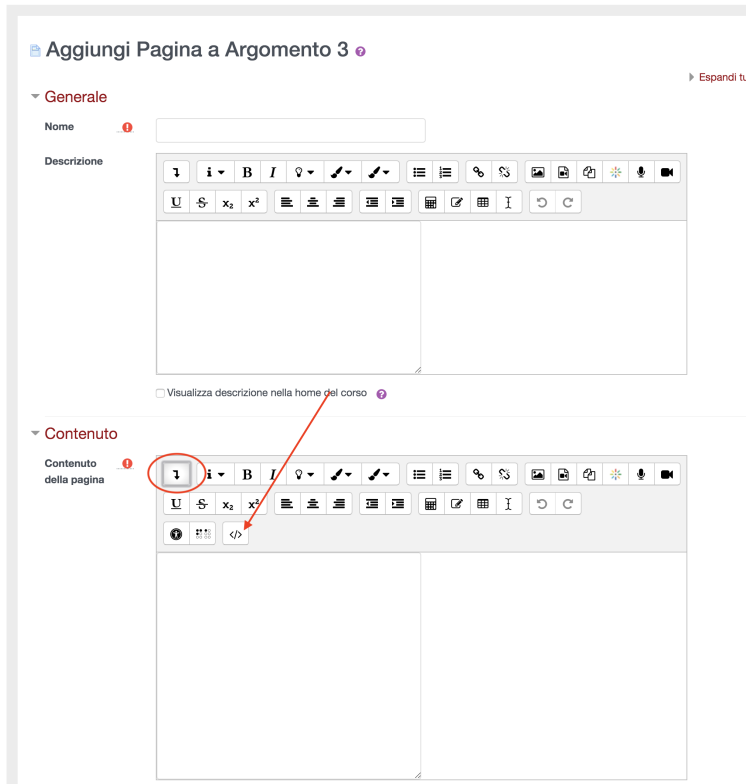 Aggiungi Pagina a Argomento 3
Espandi tu
Generale
Nome
Descrizione
i B I
U S x₂ x²
Visualizza descrizione nella home del corso
Contenuto
Contenuto
della pagina
i B I
U S x₂ x²
</>